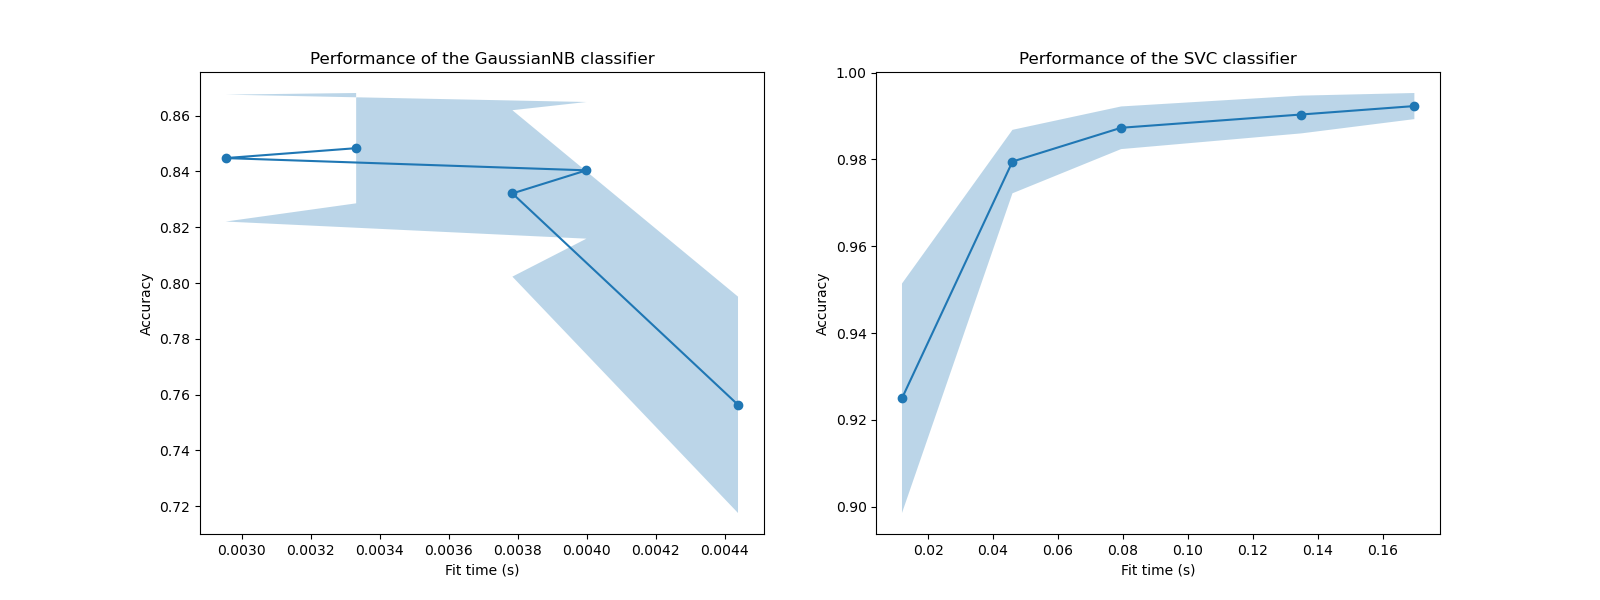 Performance of the GaussianNB classifier
Accuracy
0.86
0.84
0.82
0.80
0.78
0.76
0.74
0.72
0.0030 0.0032 0.0034 0.0036 0.0038 0.0040 0.0042 0.0044
Fit time (s)
Performance of the SVC classifier
Accuracy
1.00
0.98
0.96
0.94
0.92
0.90
0.02 0.04 0.06 0.08 0.10 0.12 0.14 0.16
Fit time (s)